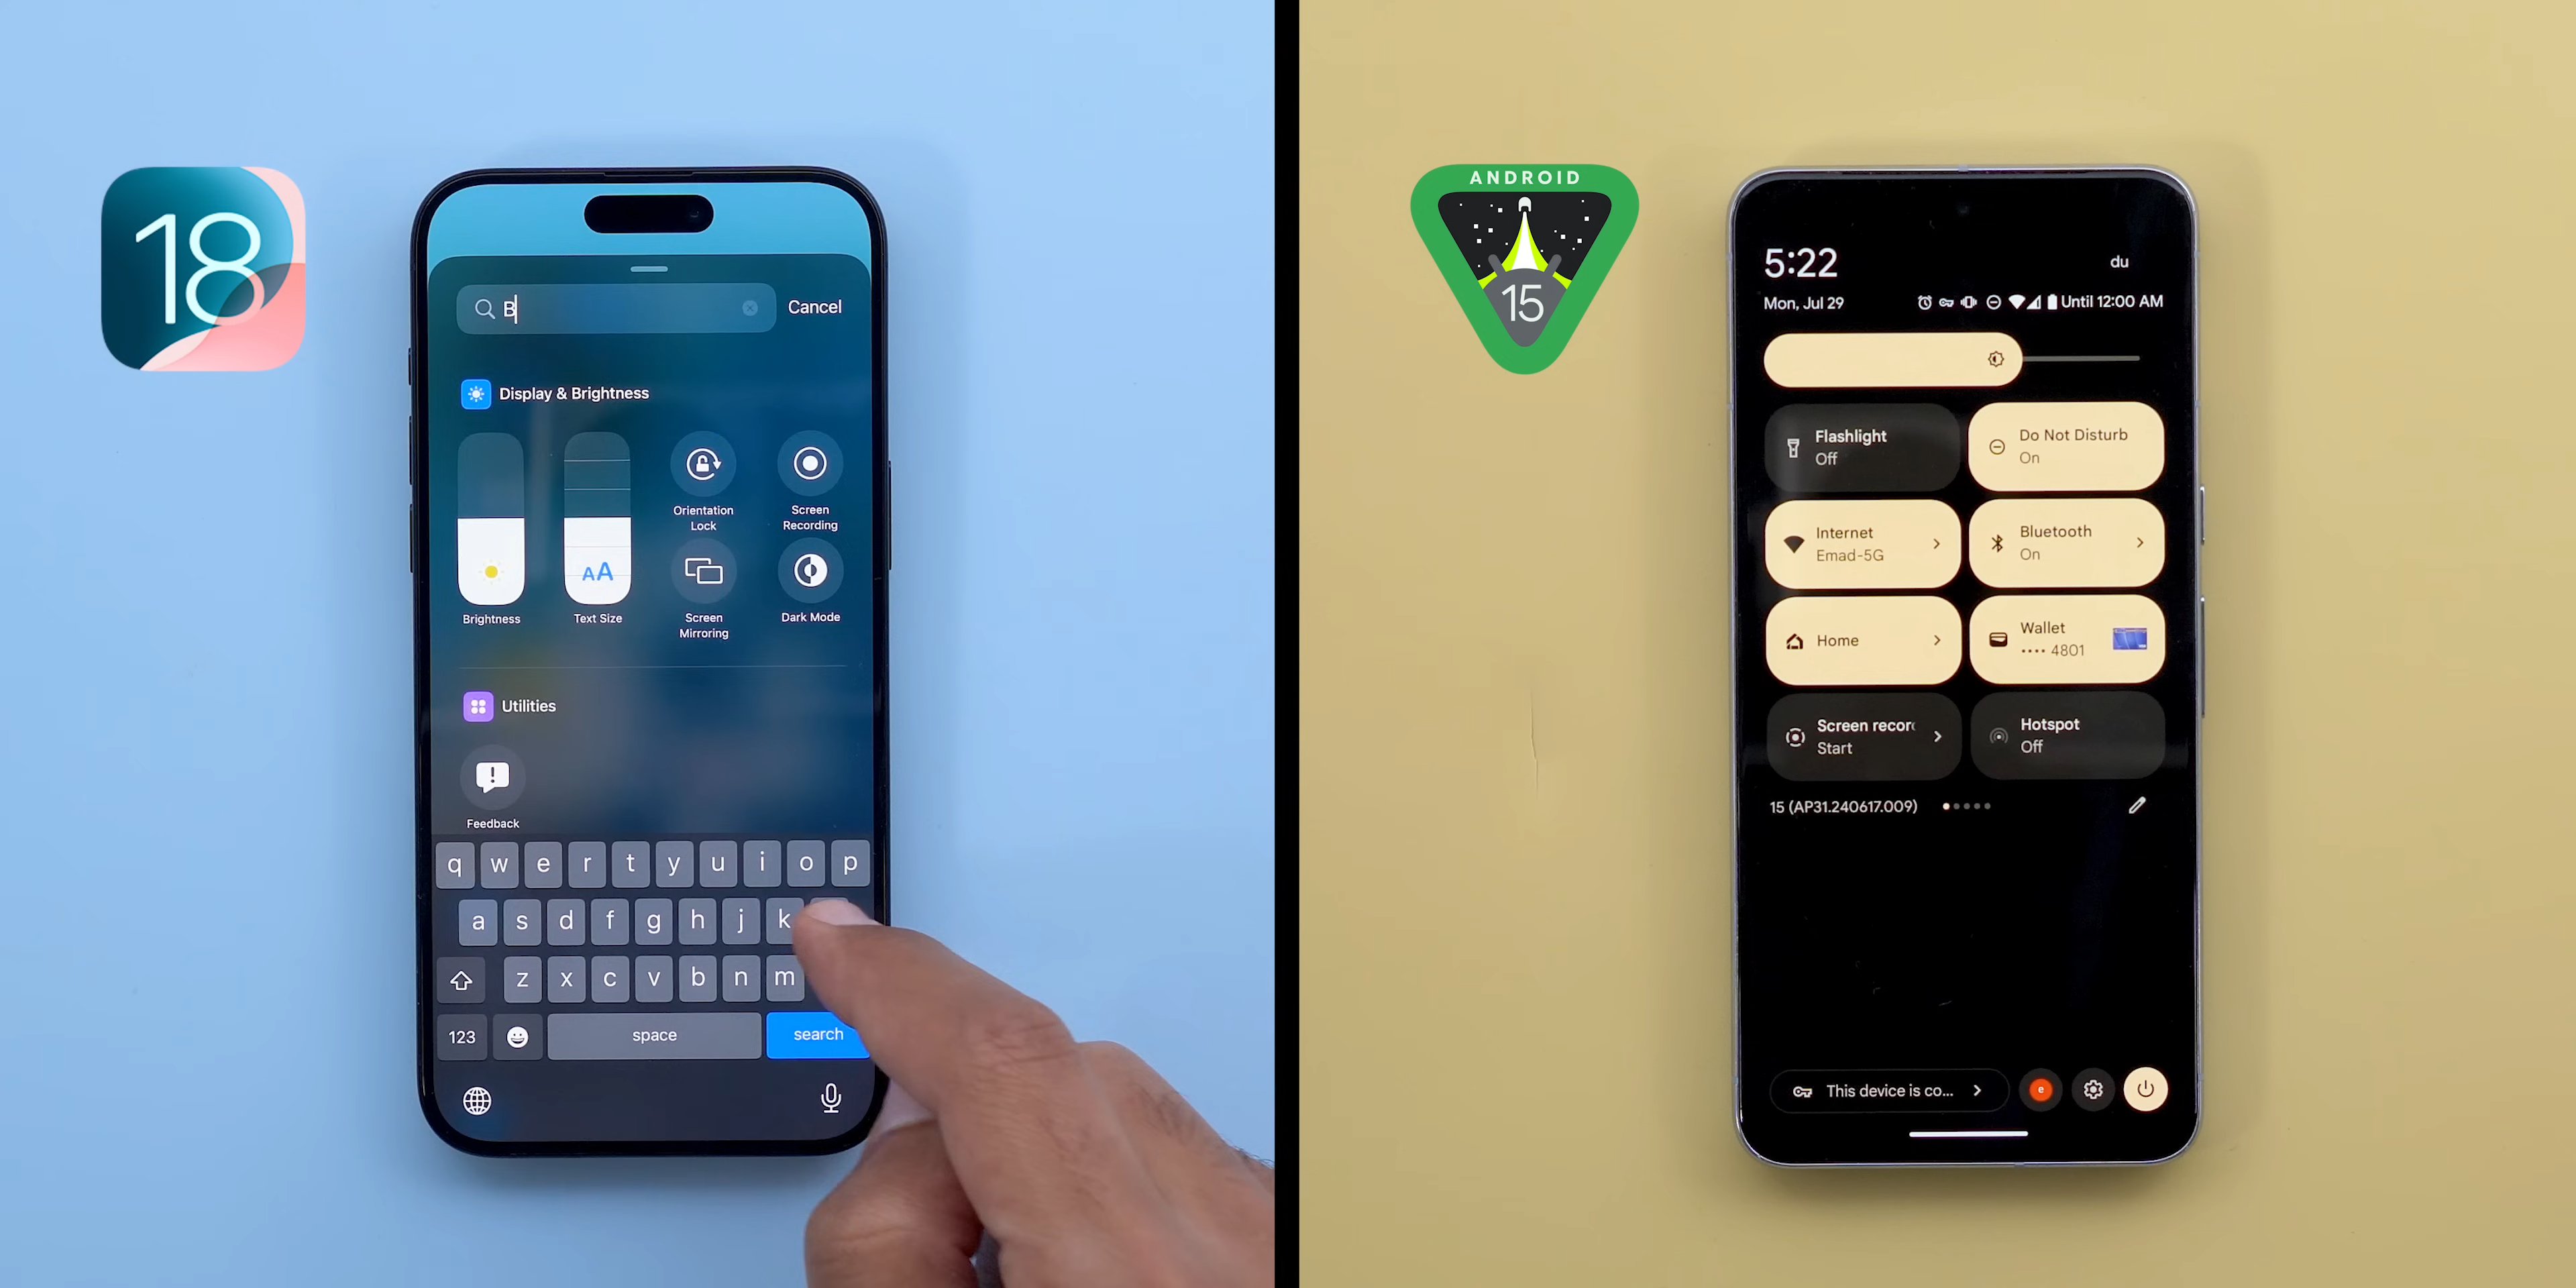 18
B
Cancel
Display & Brightness
Orientation
Lock
Screen
Recording
AA
Brightness
Text Size
Screen
Mirroring
Dark Mode
Utilities
Feedback
q w e r t y u i o p
a s d f g h j k
z x c v b n m
123
space
search
ANDROID
15
5:22
du
Mon, Jul 29
Until 12:00 AM
Flashlight
Off
Do Not Disturb
On
Internet
Emad-5G
Bluetooth
On
Home
Wallet
•••• 4801
Screen recor
Start
Hotspot
Off
15 (AP31.240617.009)
This device is co...
e